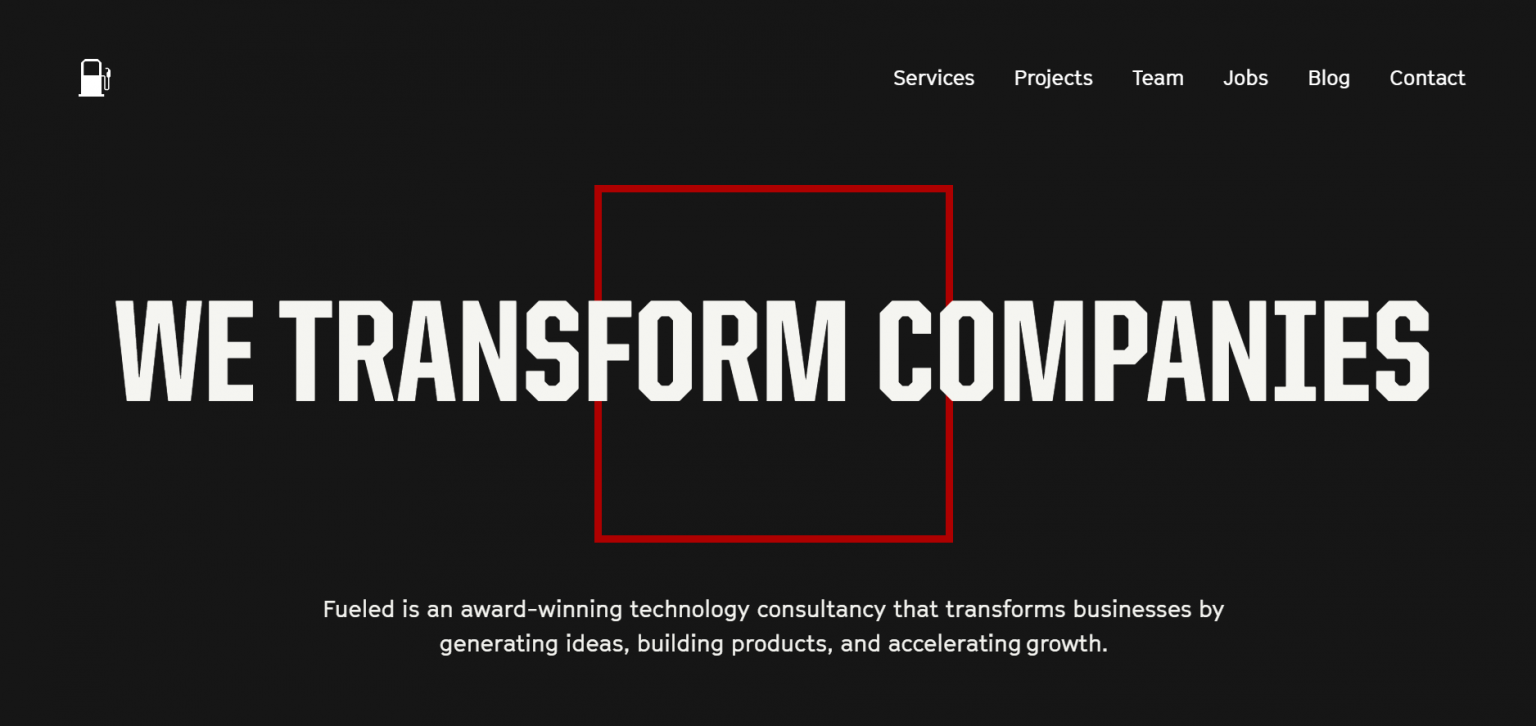 Services Projects Team Jobs Blog Contact
WE TRANSFORM COMPANIES
Fueled is an award-winning technology consultancy that transforms businesses by
generating ideas, building products, and accelerating growth.